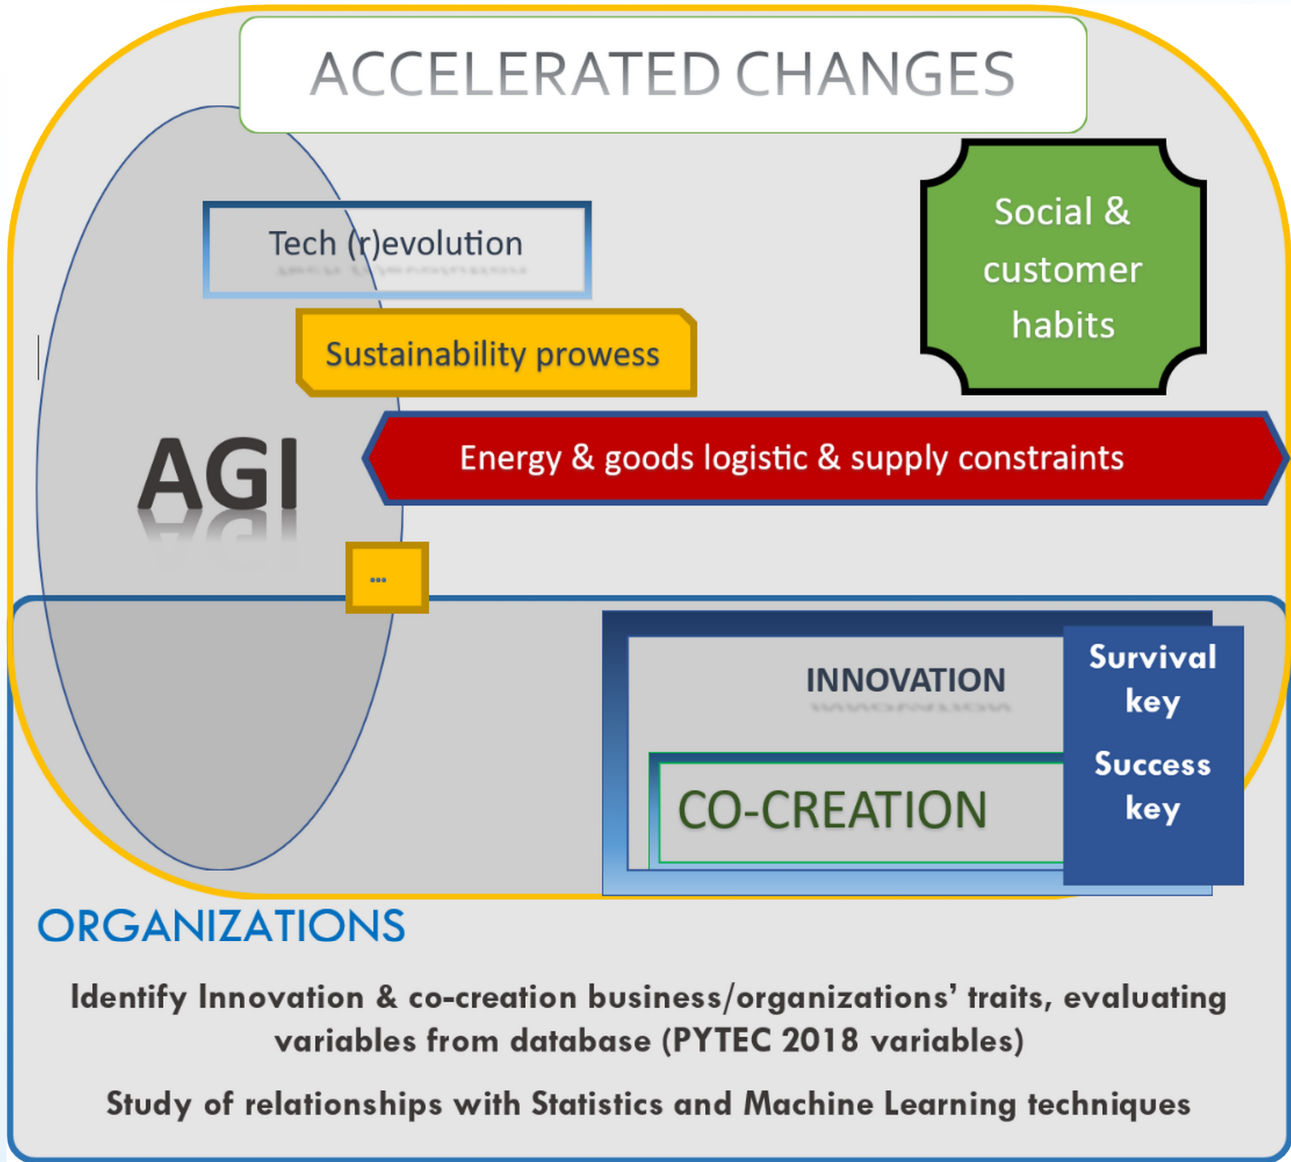 ACCELERATED CHANGES
Tech (r)evolution
Social &
customer
habits
Sustainability prowess
Energy & goods logistic & supply constraints
AGI
...
INNOVATION
Survival
key
CO-CREATION
Success
key
ORGANIZATIONS
Identify Innovation & co-creation business/organizations’ traits, evaluating
variables from database (PYTEC 2018 variables)
Study of relationships with Statistics and Machine Learning techniques